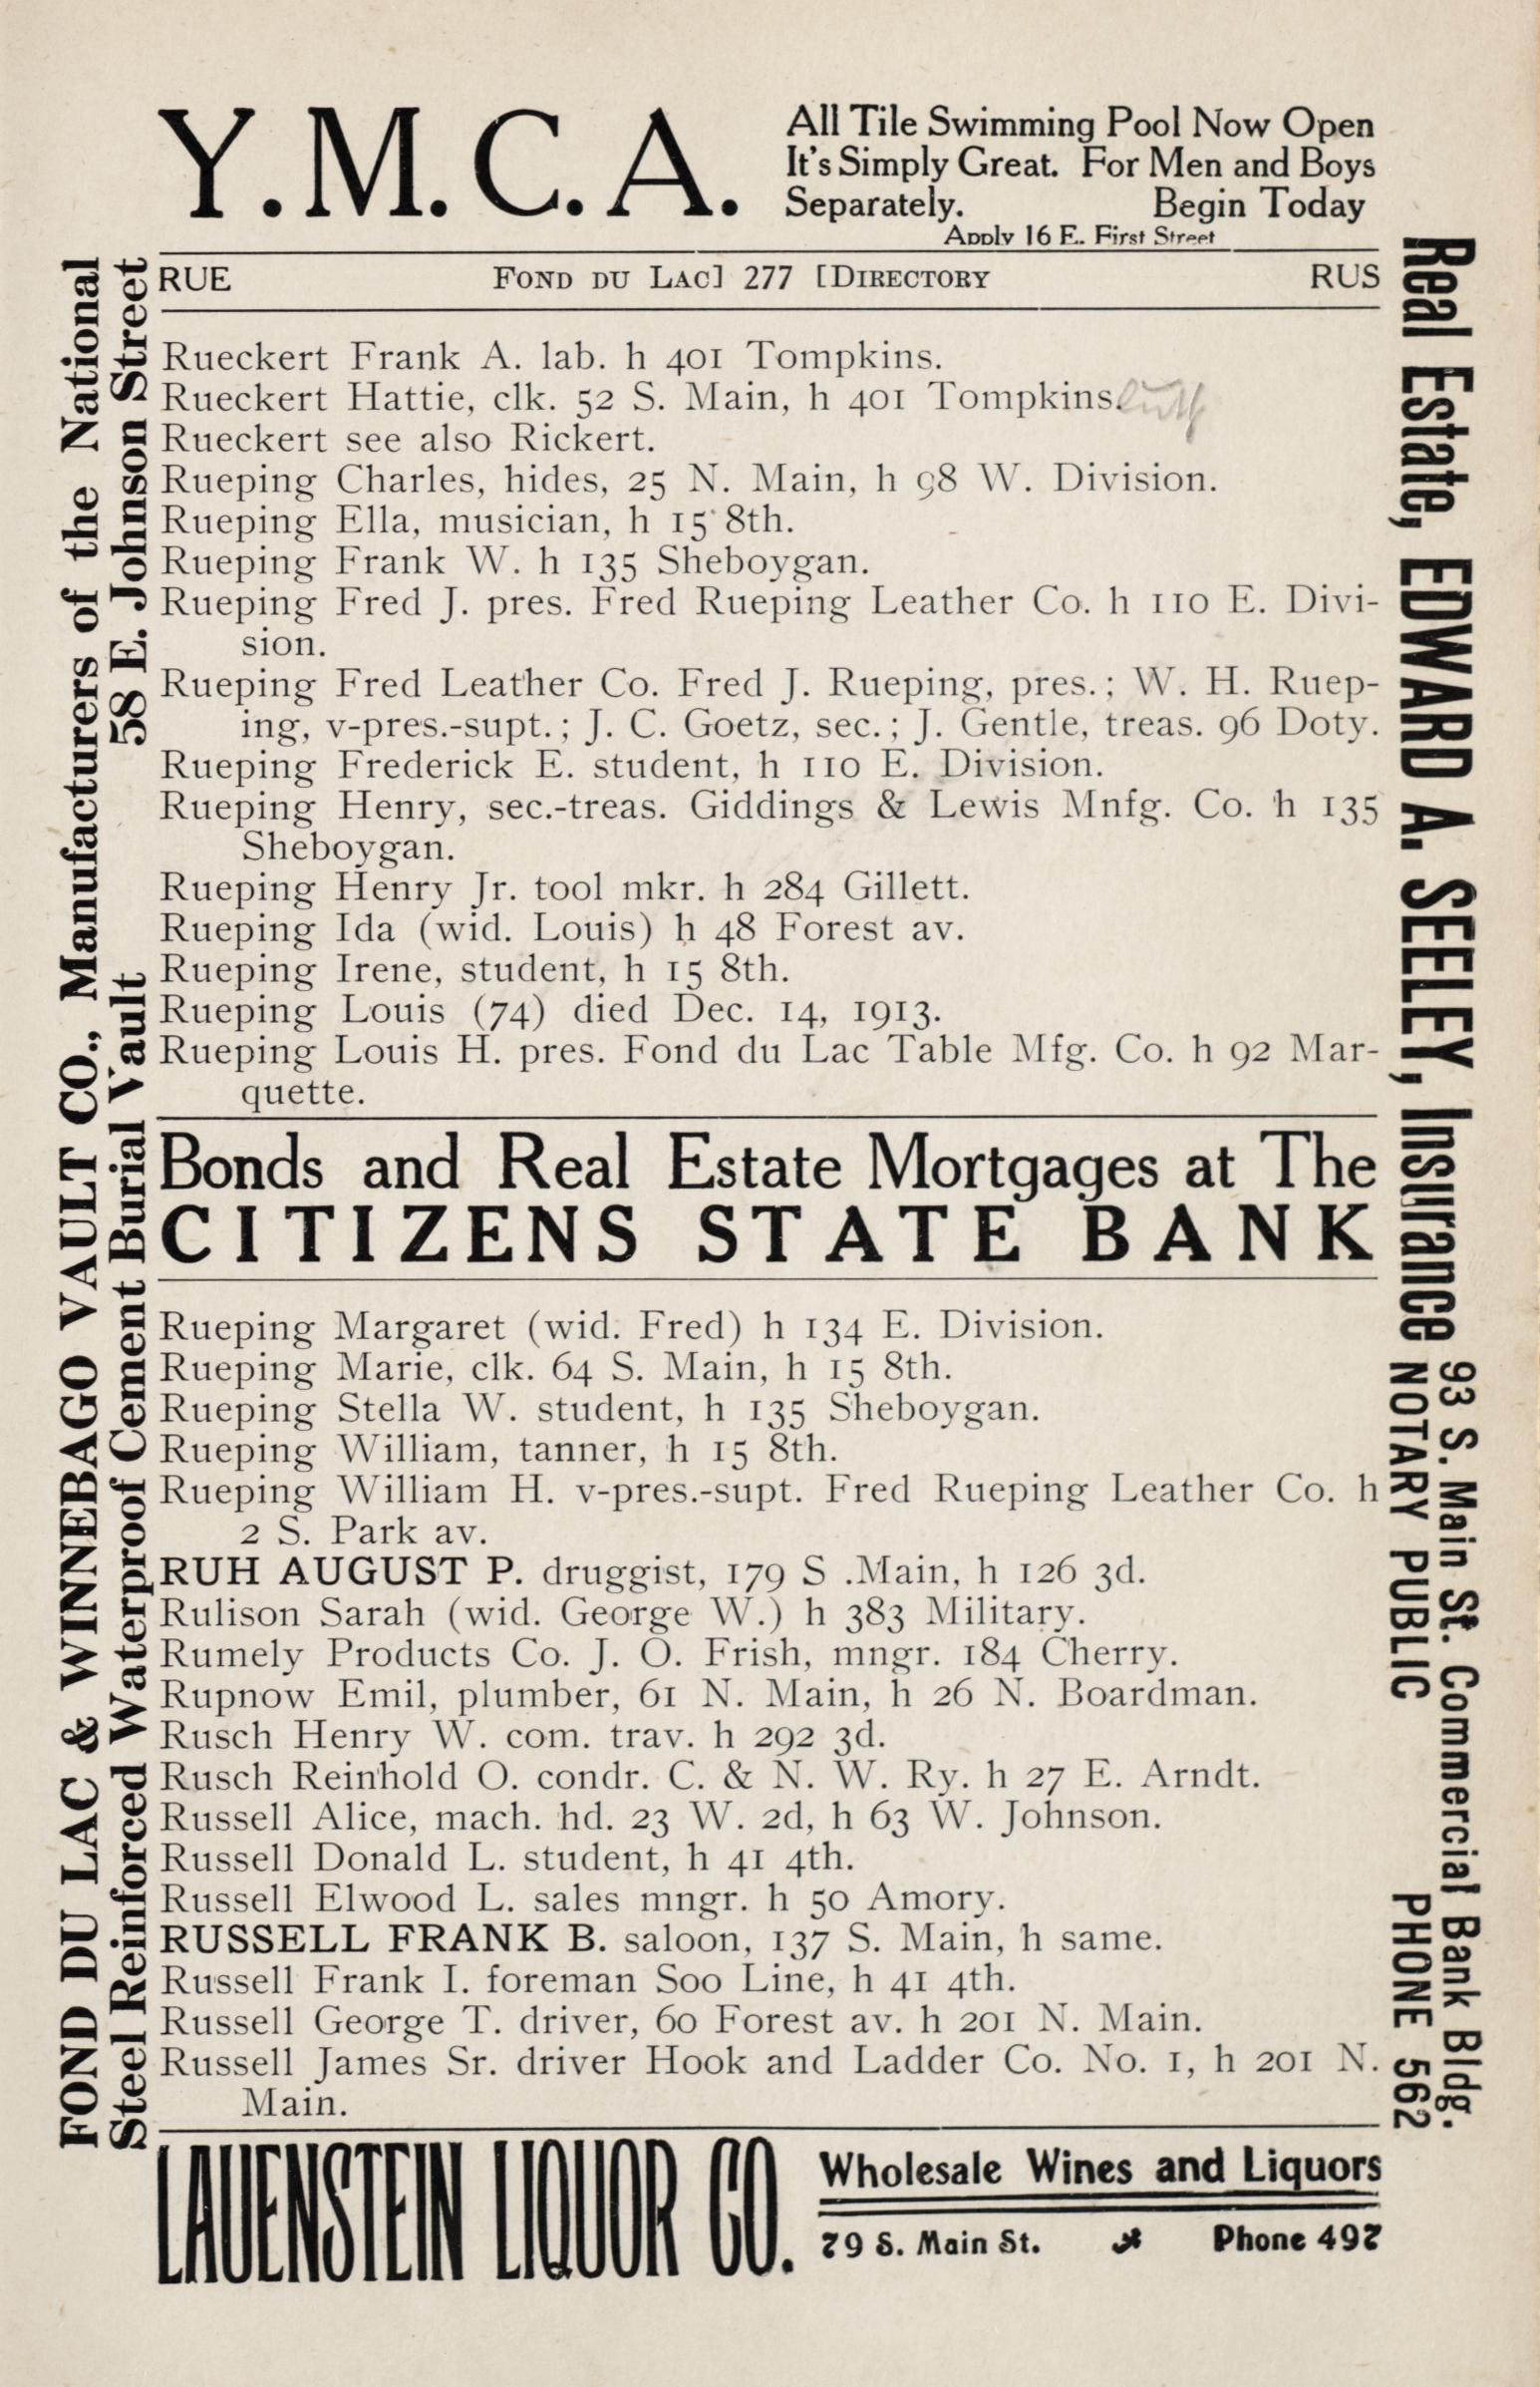 Y.M.C.A.
All Tile Swimming Pool Now Open
It's Simply Great. For Men and Boys
Separately. Begin Today
Apply 16 E. First Street
RUE FOND DU LAC] 277 [DIRECTORY RUS
Rueckert Frank A. lab. h 401 Tompkins.
Rueckert Hattie, clk. 52 S. Main, h 401 Tompkins.
Rueckert see also Rickert.
Rueping Charles, hides, 25 N. Main, h 98 W. Division.
Rueping Ella, musician, h 15 8th.
Rueping Frank W. h 135 Sheboygan.
Rueping Fred J. pres. Fred Rueping Leather Co. h 110 E. Divi-
sion.
Rueping Fred Leather Co. Fred J. Rueping, pres.; W. H. Ruep-
ing, v-pres.-supt.; J. C. Goetz, sec.; J. Gentle, treas. 96 Doty.
Rueping Frederick E. student, h 110 E. Division.
Rueping Henry, sec.-treas. Giddings & Lewis Mnfg. Co. h 135
Sheboygan.
Rueping Henry Jr. tool mkr. h 284 Gillett.
Rueping Ida (wid. Louis) h 48 Forest av.
Rueping Irene, student, h 15 8th.
Rueping Louis (74) died Dec. 14, 1913.
Rueping Louis H. pres. Fond du Lac Table Mfg. Co. h 92 Mar-
quette.
Bonds and Real Estate Mortgages at The
CITIZENS STATE BANK
Rueping Margaret (wid. Fred) h 134 E. Division.
Rueping Marie, clk. 64 S. Main, h 15 8th.
Rueping Stella W. student, h 135 Sheboygan.
Rueping William, tanner, h 15 8th.
Rueping William H. v-pres.-supt. Fred Rueping Leather Co. h
2 S. Park av.
RUH AUGUST P. druggist, 179 S .Main, h 126 3d.
Rulison Sarah (wid. George W.) h 383 Military.
Rumely Products Co. J. O. Frish, mngr. 184 Cherry.
Rupnow Emil, plumber, 61 N. Main, h 26 N. Boardman.
Rusch Henry W. com. trav. h 292 3d.
Rusch Reinhold O. condr. C. & N. W. Ry. h 27 E. Arndt.
Russell Alice, mach. hd. 23 W. 2d, h 63 W. Johnson.
Russell Donald L. student, h 41 4th.
Russell Elwood L. sales mngr. h 50 Amory.
RUSSELL FRANK B. saloon, 137 S. Main, h same.
Russell Frank I. foreman Soo Line, h 41 4th.
Russell George T. driver, 60 Forest av. h 201 N. Main.
Russell James Sr. driver Hook and Ladder Co. No. 1, h 201 N.
Main.
LAUENSTEIN LIQUOR CO.
Wholesale Wines and Liquors
79 S. Main St. Phone 492
FOND DU LAC & WINNEBAGO VAULT CO., Manufacturers of the National
Steel Reinforced Waterproof Cement Burial Vault 58 E. Johnson Street
Real Estate, EDWARD A. SEELEY, Insurance
93 S. Main St. Commercial Bank Bldg.
NOTARY PUBLIC PHONE 562